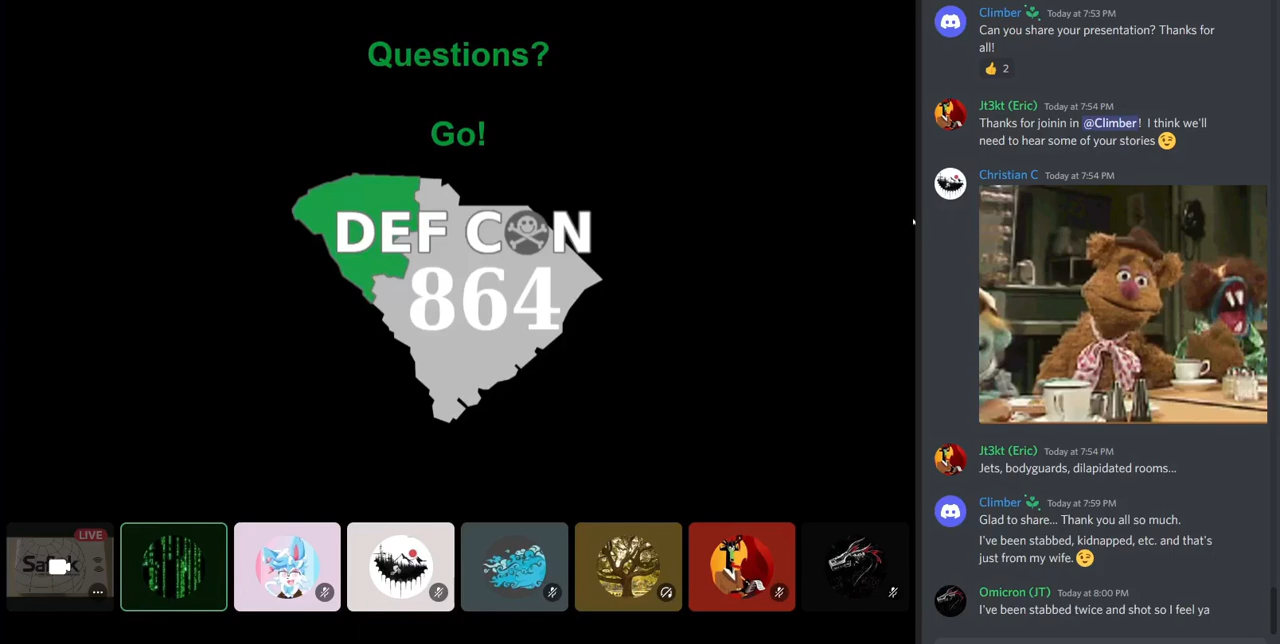 Questions?
Go!
DEF CON
864
LIVE
Climber Today at 7:53 PM
Can you share your presentation? Thanks for
all!
👍 2
Jt3kt (Eric) Today at 7:54 PM
Thanks for joinin in @Climber! I think we'll
need to hear some of your stories 😉
Christian C Today at 7:54 PM
Jt3kt (Eric) Today at 7:54 PM
Jets, bodyguards, dilapidated rooms...
Climber Today at 7:59 PM
Glad to share... Thank you all so much.
I've been stabbed, kidnapped, etc. and that's
just from my wife. 😉
Omicron (JT) Today at 8:00 PM
I've been stabbed twice and shot so I feel ya